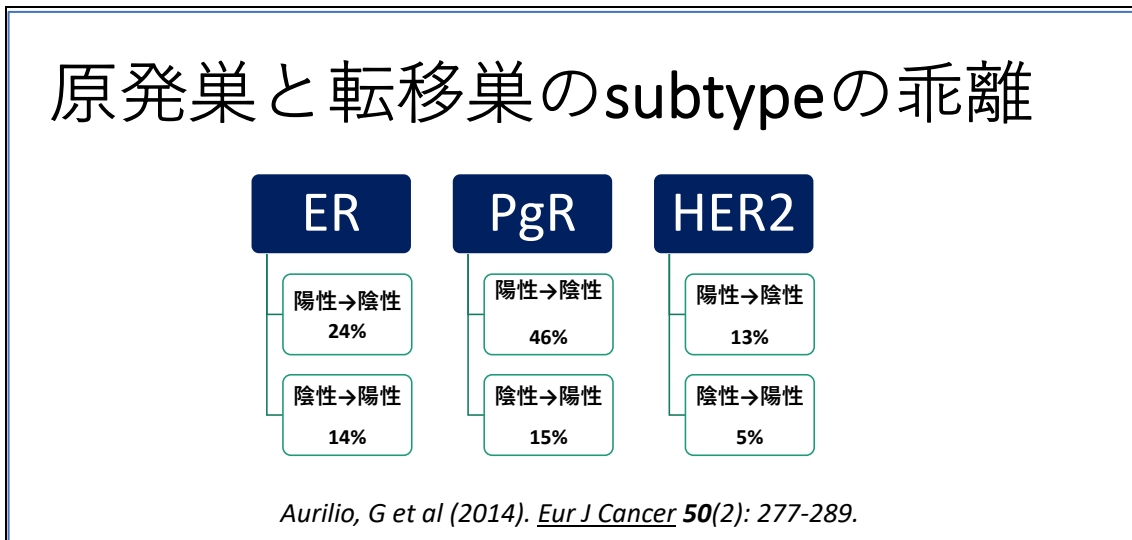 原発巣と転移巣のsubtypeの乖離
ER
陽性→陰性
24%
陰性→陽性
14%
PgR
陽性→陰性
46%
陰性→陽性
15%
HER2
陽性→陰性
13%
陰性→陽性
5%
Aurilio, G et al (2014). Eur J Cancer 50(2): 277-289.